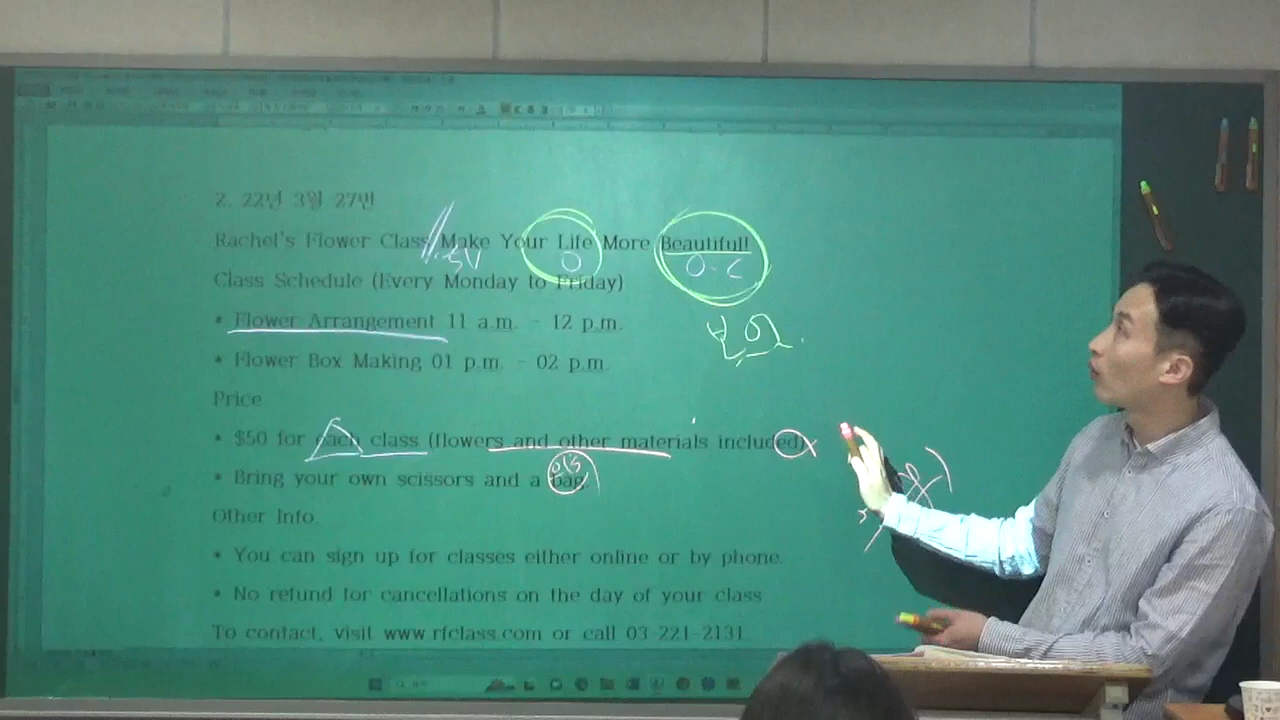 2. 22년 3월 27번
Rachel's Flower Class Make Your Life More Beautiful!
5V O O·C
Class Schedule (Every Monday to Friday)
• Flower Arrangement 11 a.m. - 12 p.m.
• Flower Box Making 01 p.m. - 02 p.m.
Price
• $50 for each class (flowers and other materials included)
• Bring your own scissors and a bag.
Other Info.
• You can sign up for classes either online or by phone.
• No refund for cancellations on the day of your class
To contact, visit www.rfclass.com or call 03-221-2131.